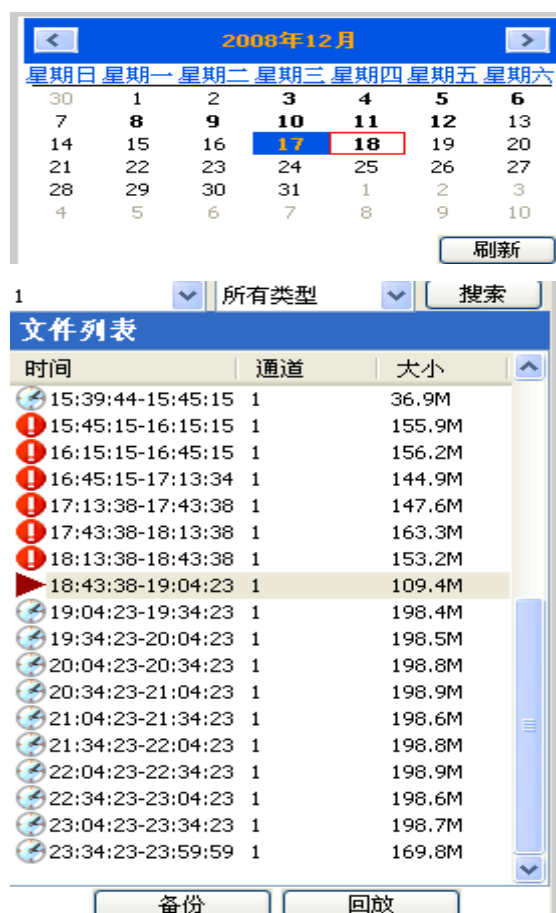 < 2008年12月 >
星期日 星期一 星期二 星期三 星期四 星期五 星期六
30 1 2 3 4 5 6
7 8 9 10 11 12 13
14 15 16 17 18 19 20
21 22 23 24 25 26 27
28 29 30 31 1 2 3
4 5 6 7 8 9 10
刷新
1 所有类型 搜索
文件列表
时间 通道 大小
15:39:44-15:45:15 1 36.9M
15:45:15-16:15:15 1 155.9M
16:15:15-16:45:15 1 156.2M
16:45:15-17:13:34 1 144.9M
17:13:38-17:43:38 1 147.6M
17:43:38-18:13:38 1 163.3M
18:13:38-18:43:38 1 153.2M
18:43:38-19:04:23 1 109.4M
19:04:23-19:34:23 1 198.4M
19:34:23-20:04:23 1 198.5M
20:04:23-20:34:23 1 198.8M
20:34:23-21:04:23 1 198.9M
21:04:23-21:34:23 1 198.6M
21:34:23-22:04:23 1 198.8M
22:04:23-22:34:23 1 198.9M
22:34:23-23:04:23 1 198.6M
23:04:23-23:34:23 1 198.7M
23:34:23-23:59:59 1 169.8M
备份 回放